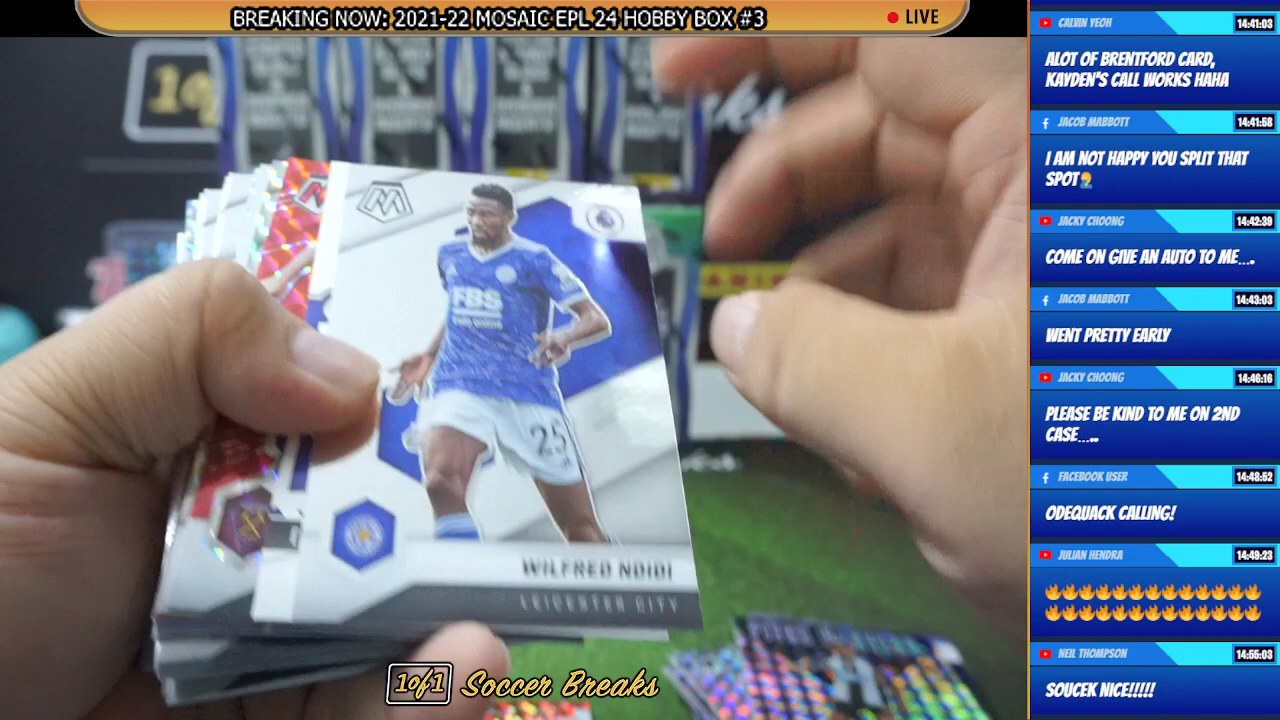 BREAKING NOW: 2021-22 MOSAIC EPL 24 HOBBY BOX #3
LIVE
FBS
25
WILFRED NDIDI
LEICESTER CITY
1of1 Soccer Breaks
CALVIN YEOH 14:41:03
ALOT OF BRENTFORD CARD,
KAYDEN'S CALL WORKS HAHA
JACOB MABBOTT 14:41:58
I AM NOT HAPPY YOU SPLIT THAT
SPOT🤦‍♂️
JACKY CHOONG 14:42:39
COME ON GIVE AN AUTO TO ME....
JACOB MABBOTT 14:43:03
WENT PRETTY EARLY
JACKY CHOONG 14:46:16
PLEASE BE KIND TO ME ON 2ND
CASE.....
FACEBOOK USER 14:48:52
ODEQUACK CALLING!
JULIAN HENDRA 14:49:23
🔥🔥🔥🔥🔥🔥🔥🔥🔥🔥🔥🔥🔥
🔥🔥🔥🔥🔥🔥🔥🔥🔥🔥🔥🔥🔥
NEIL THOMPSON 14:55:03
SOUCEK NICE!!!!!